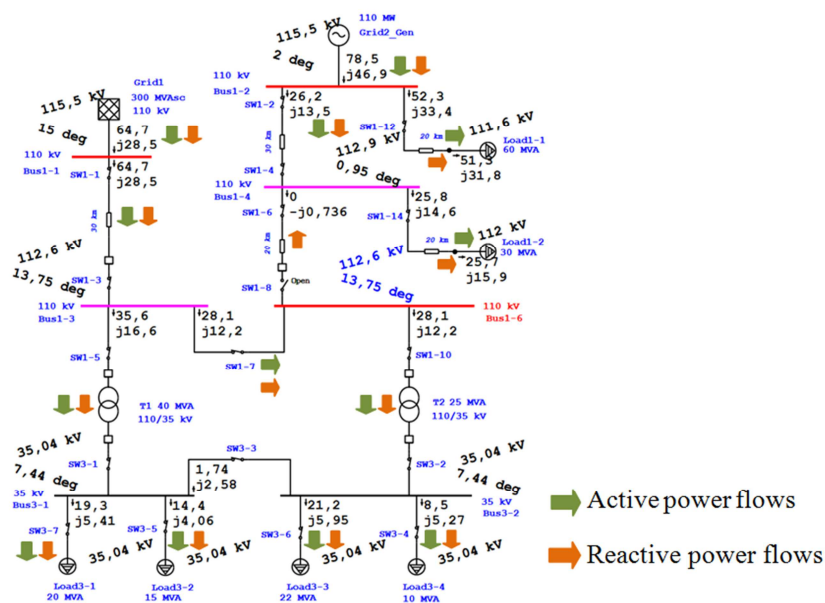 110 MW
Grid2_Gen
115,5 kV
2 deg
78,5
j46,9
110 kV
Bus1-2
26,2
j13,5
SW1-2
52,3
j33,4
SW1-12
20 km
111,6 kV
Load1-1
60 MVA
51,3
j31,8
Grid1
300 MVAsc
110 kV
115,5 kV
15 deg
64,7
j28,5
110 kV
Bus1-1
64,7
j28,5
SW1-1
30 km
30 km
SW1-4
112,9 kV
0,95 deg
110 kV
Bus1-4
0
-j0,736
SW1-6
25,8
j14,6
SW1-14
20 km
112 kV
Load1-2
30 MVA
25,7
j15,9
20 km
112,6 kV
13,75 deg
SW1-3
SW1-8
Open
112,6 kV
13,75 deg
110 kV
Bus1-3
35,6
j16,6
28,1
j12,2
110 kV
Bus1-6
28,1
j12,2
SW1-5
SW1-7
SW1-10
T1 40 MVA
110/35 kV
T2 25 MVA
110/35 kV
35,04 kV
7,44 deg
SW3-1
SW3-3
SW3-2
35,04 kV
7,44 deg
1,74
j2,58
35 kV
Bus3-1
35 kV
Bus3-2
19,3
j5,41
SW3-7
14,4
j4,06
SW3-5
21,2
j5,95
SW3-6
8,5
j5,27
SW3-4
35,04 kV
35,04 kV
35,04 kV
35,04 kV
Load3-1
20 MVA
Load3-2
15 MVA
Load3-3
22 MVA
Load3-4
10 MVA
Active power flows
Reactive power flows